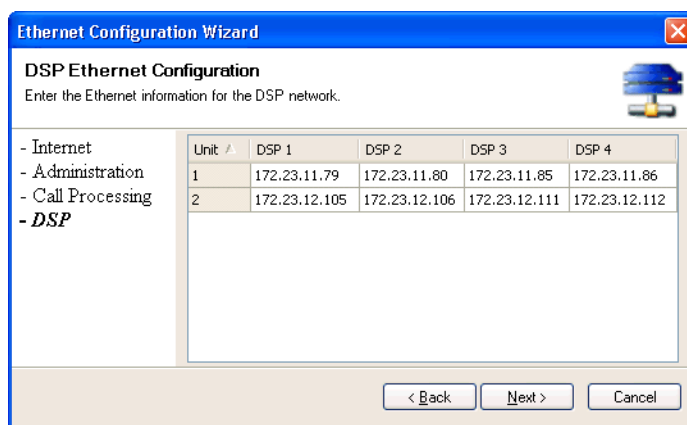 Ethernet Configuration Wizard
DSP Ethernet Configuration
Enter the Ethernet information for the DSP network.
- Internet
- Administration
- Call Processing
- DSP
Unit DSP 1 DSP 2 DSP 3 DSP 4
1 172.23.11.79 172.23.11.80 172.23.11.85 172.23.11.86
2 172.23.12.105 172.23.12.106 172.23.12.111 172.23.12.112
< Back Next > Cancel